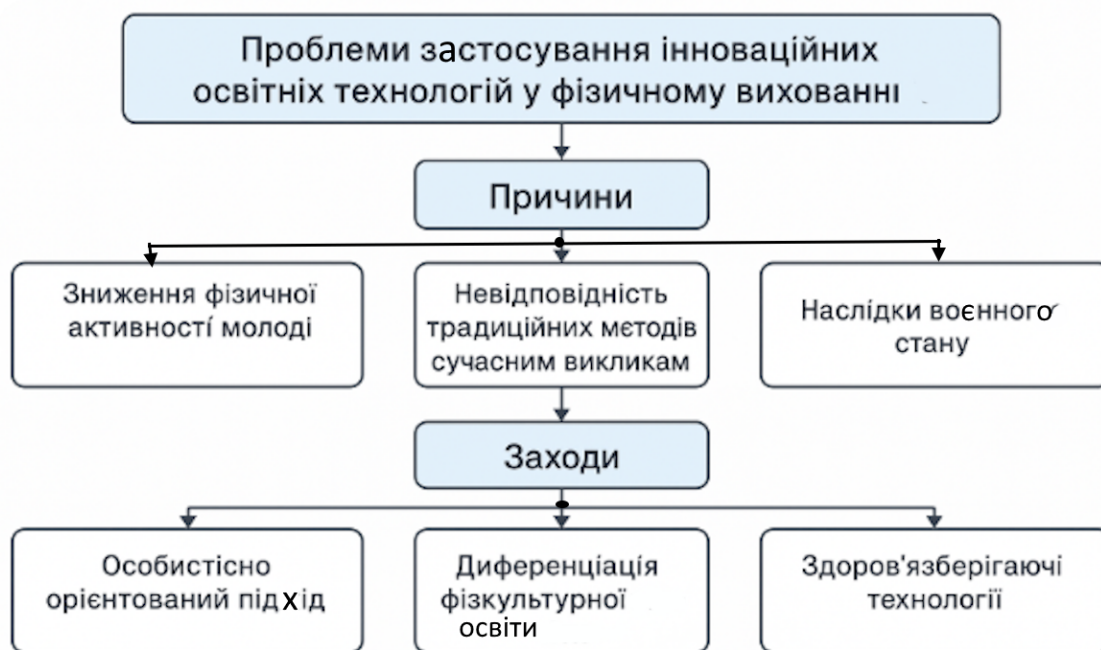 Проблеми застосування інноваційних
освітніх технологій у фізичному вихованні
Причини
Зниження фізичної
активності молоді
Невідповідність
традиційних методів
сучасним викликам
Наслідки воєнного
стану
Заходи
Особистісно
орієнтований підхід
Диференціація
фізкультурної
освіти
Здоров'язберігаючі
технології